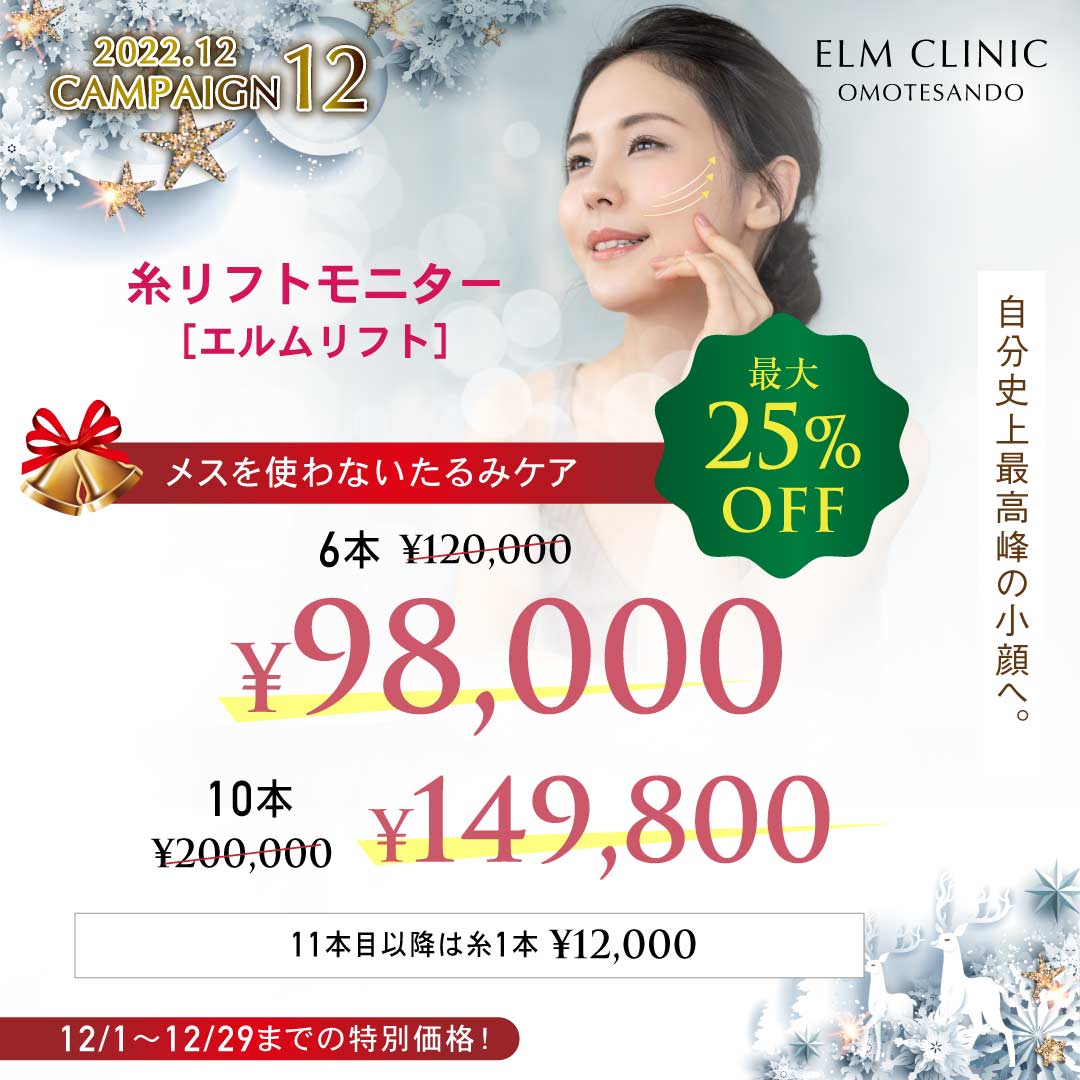 2022.12
CAMPAIGN 12
ELM CLINIC
OMOTESANDO
糸リフトモニター
[エルムリフト]
最大
25%
OFF
メスを使わないたるみケア
自分史上最高峰の小顔へ。
6本 ¥120,000
¥98,000
10本
¥200,000
¥149,800
11本目以降は糸1本 ¥12,000
12/1〜12/29までの特別価格!